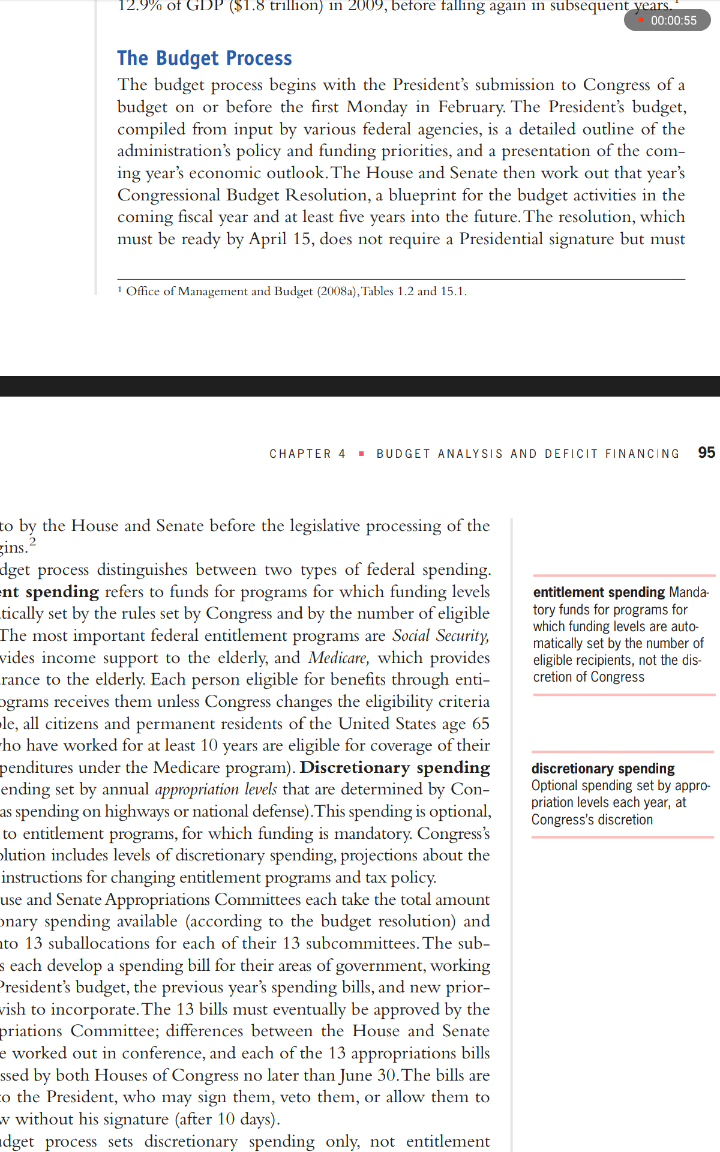 12.9% of GDP ($1.8 trillion) in 2009, before falling again in subsequent years.¹
00:00:55
The Budget Process
The budget process begins with the President's submission to Congress of a
budget on or before the first Monday in February. The President's budget,
compiled from input by various federal agencies, is a detailed outline of the
administration's policy and funding priorities, and a presentation of the com-
ing year's economic outlook. The House and Senate then work out that year's
Congressional Budget Resolution, a blueprint for the budget activities in the
coming fiscal year and at least five years into the future. The resolution, which
must be ready by April 15, does not require a Presidential signature but must
¹ Office of Management and Budget (2008a), Tables 1.2 and 15.1.
CHAPTER 4 ■ BUDGET ANALYSIS AND DEFICIT FINANCING 95
to by the House and Senate before the legislative processing of the
gins.²
dget process distinguishes between two types of federal spending.
ent spending refers to funds for programs for which funding levels
tically set by the rules set by Congress and by the number of eligible
The most important federal entitlement programs are Social Security,
vides income support to the elderly, and Medicare, which provides
rance to the elderly. Each person eligible for benefits through enti-
ograms receives them unless Congress changes the eligibility criteria
ple, all citizens and permanent residents of the United States age 65
who have worked for at least 10 years are eligible for coverage of their
penditures under the Medicare program). Discretionary spending
ending set by annual appropriation levels that are determined by Con-
as spending on highways or national defense). This spending is optional,
to entitlement programs, for which funding is mandatory. Congress's
olution includes levels of discretionary spending, projections about the
instructions for changing entitlement programs and tax policy.
use and Senate Appropriations Committees each take the total amount
onary spending available (according to the budget resolution) and
nto 13 suballocations for each of their 13 subcommittees. The sub-
s each develop a spending bill for their areas of government, working
President's budget, the previous year's spending bills, and new prior-
wish to incorporate. The 13 bills must eventually be approved by the
priations Committee; differences between the House and Senate
e worked out in conference, and each of the 13 appropriations bills
ssed by both Houses of Congress no later than June 30. The bills are
to the President, who may sign them, veto them, or allow them to
w without his signature (after 10 days).
udget process sets discretionary spending only, not entitlement
entitlement spending Manda-
tory funds for programs for
which funding levels are auto-
matically set by the number of
eligible recipients, not the dis-
cretion of Congress
discretionary spending
Optional spending set by appro-
priation levels each year, at
Congress's discretion